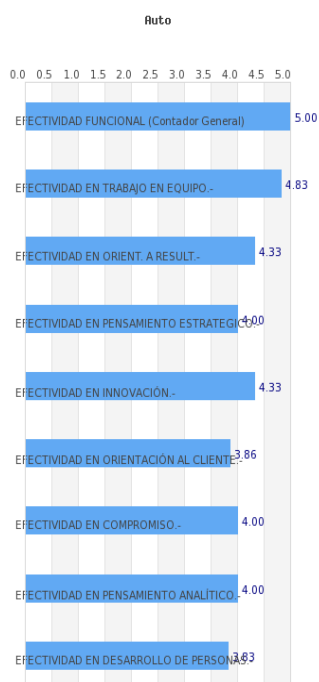 Auto
0.0 0.5 1.0 1.5 2.0 2.5 3.0 3.5 4.0 4.5 5.0
EFECTIVIDAD FUNCIONAL (Contador General) 5.00
EFECTIVIDAD EN TRABAJO EN EQUIPO.- 4.83
EFECTIVIDAD EN ORIENT. A RESULT.- 4.33
EFECTIVIDAD EN PENSAMIENTO ESTRATEGICO.- 4.00
EFECTIVIDAD EN INNOVACIÓN.- 4.33
EFECTIVIDAD EN ORIENTACIÓN AL CLIENTE.- 3.86
EFECTIVIDAD EN COMPROMISO.- 4.00
EFECTIVIDAD EN PENSAMIENTO ANALÍTICO.- 4.00
EFECTIVIDAD EN DESARROLLO DE PERSONAS.- 3.83